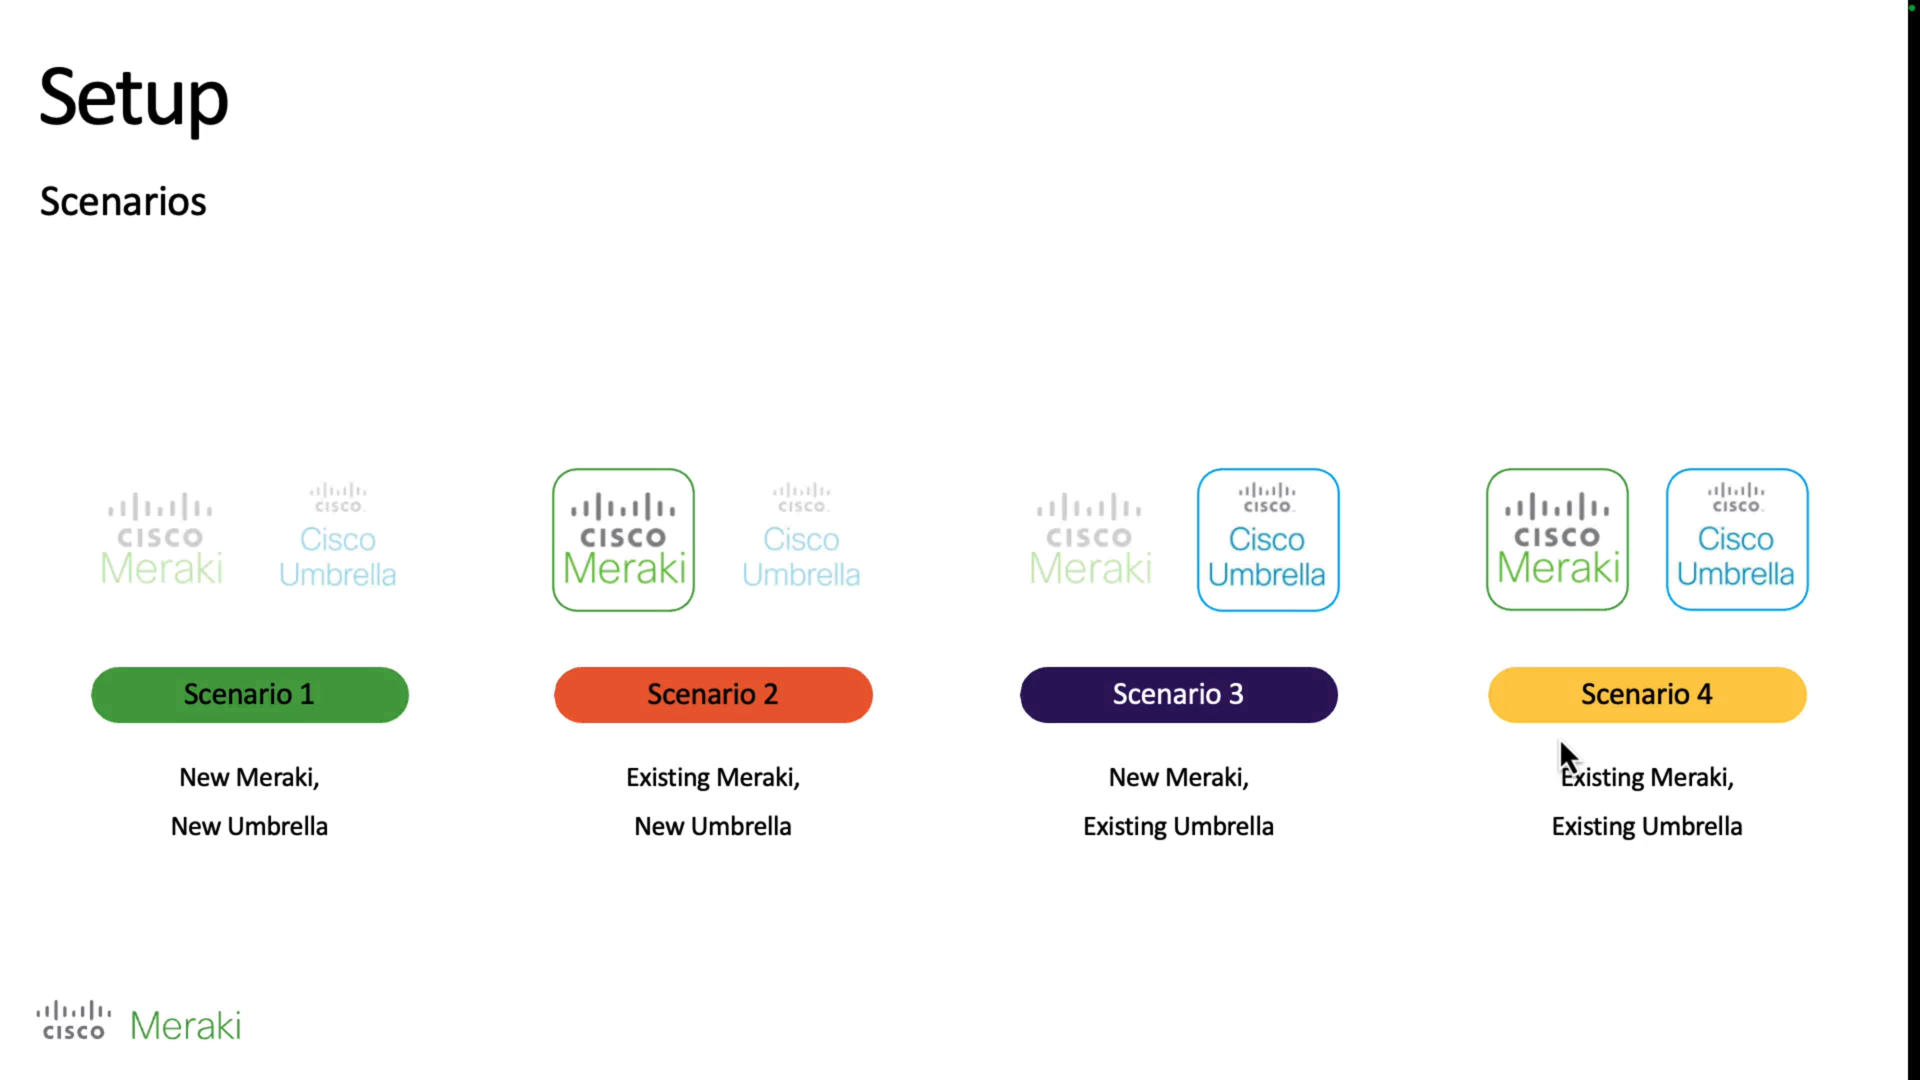 Setup
Scenarios
CISCO
Meraki
CISCO
Cisco
Umbrella
CISCO
Meraki
CISCO
Cisco
Umbrella
CISCO
Meraki
CISCO
Cisco
Umbrella
CISCO
Meraki
CISCO
Cisco
Umbrella
Scenario 1
Scenario 2
Scenario 3
Scenario 4
New Meraki,
New Umbrella
Existing Meraki,
New Umbrella
New Meraki,
Existing Umbrella
Existing Meraki,
Existing Umbrella
CISCO Meraki